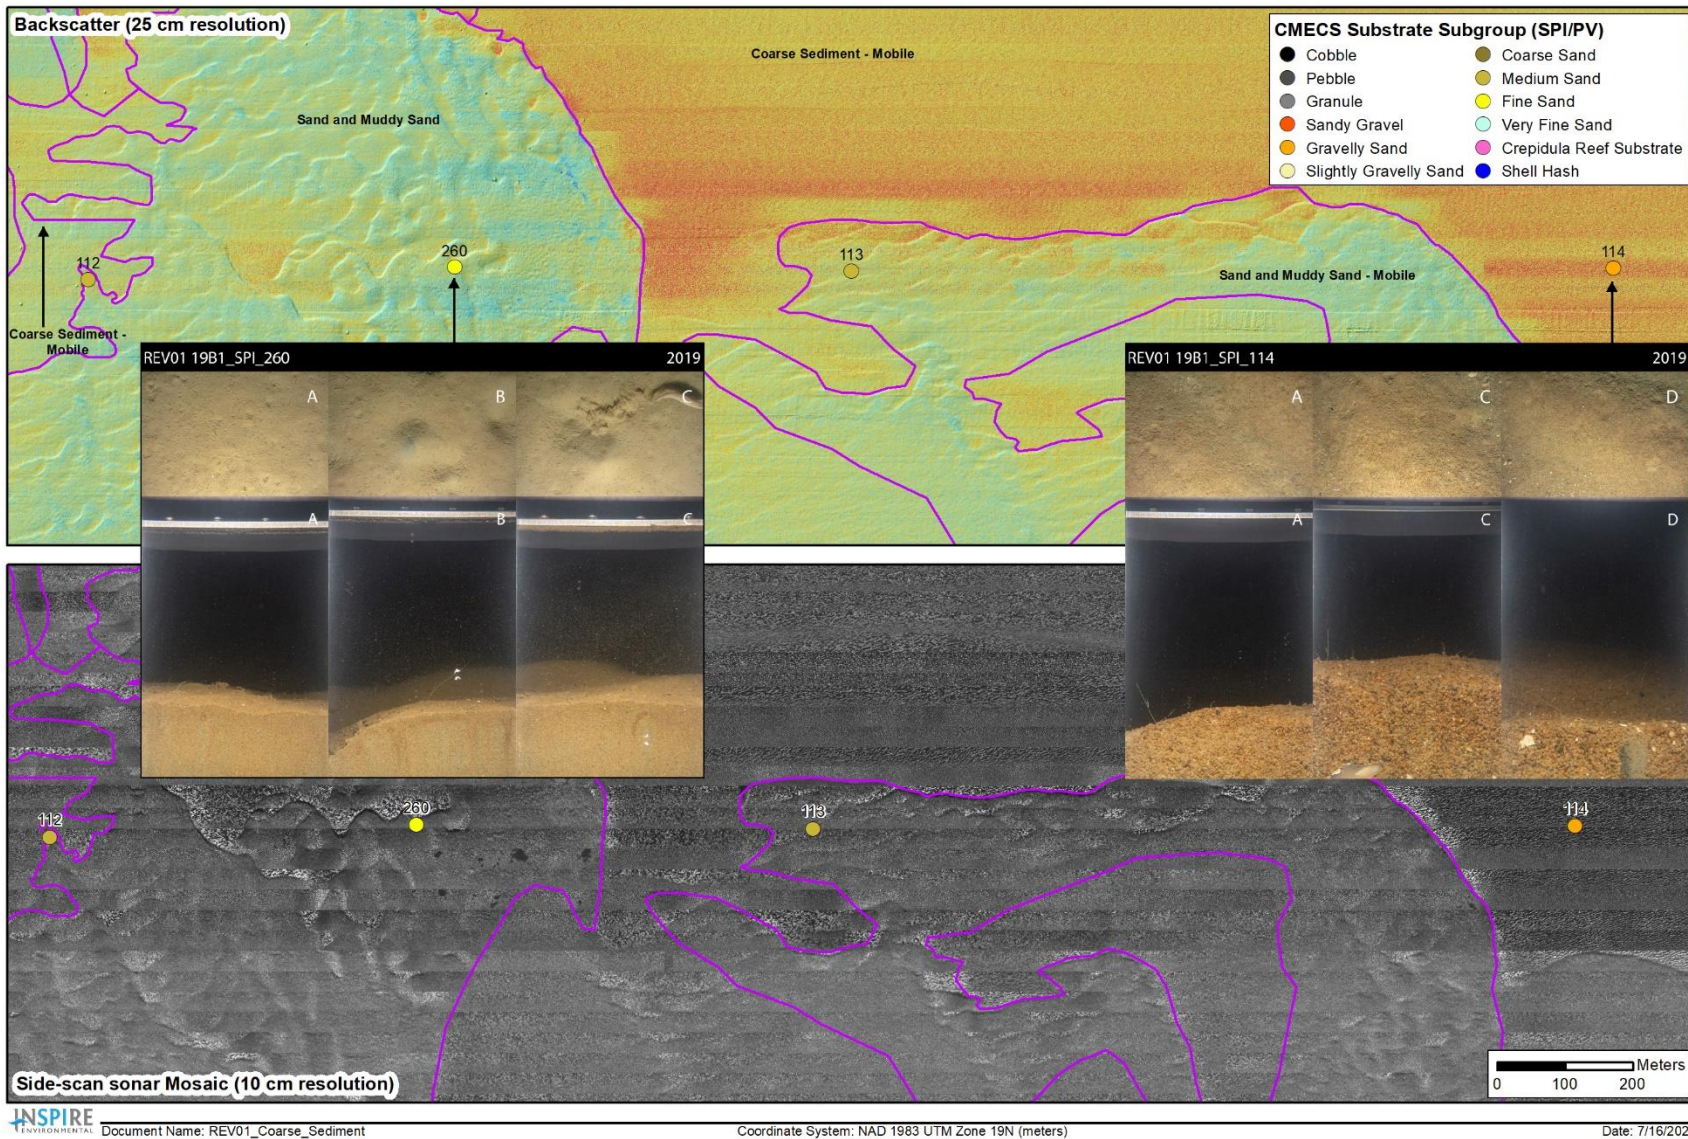 Backscatter (25 cm resolution)
Coarse Sediment - Mobile
Sand and Muddy Sand
CMECS Substrate Subgroup (SPI/PV)
Cobble
Pebble
Granule
Sandy Gravel
Gravelly Sand
Slightly Gravelly Sand
Coarse Sand
Medium Sand
Fine Sand
Very Fine Sand
Crepidula Reef Substrate
Shell Hash
112
260
113
114
Sand and Muddy Sand - Mobile
Coarse Sediment -
Mobile
REV01 19B1_SPI_260 2019
A B C
A B C
REV01 19B1_SPI_114 2019
A C D
A C D
112
260
113
114
Side-scan sonar Mosaic (10 cm resolution)
Meters
0 100 200
INSPIRE
ENVIRONMENTAL
Document Name: REV01_Coarse_Sediment
Coordinate System: NAD 1983 UTM Zone 19N (meters)
Date: 7/16/202